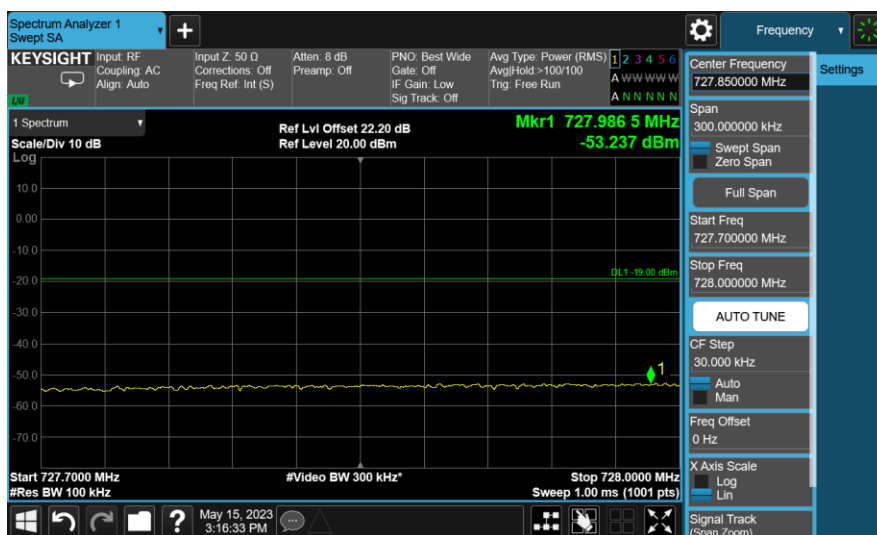 Spectrum Analyzer 1
Swept SA
+
Frequency
KEYSIGHT
LXI
Input: RF
Coupling: AC
Align: Auto
Input Z: 50 Ω
Corrections: Off
Freq Ref: Int (S)
Atten: 8 dB
Preamp: Off
PNO: Best Wide
Gate: Off
IF Gain: Low
Sig Track: Off
Avg Type: Power (RMS)
Avg|Hold:>100/100
Trig: Free Run
1 2 3 4 5 6
A W W W W W
A N N N N N
1 Spectrum
Scale/Div 10 dB
Ref Lvl Offset 22.20 dB
Ref Level 20.00 dBm
Mkr1 727.986 5 MHz
-53.237 dBm
Log
10.0
0.00
-10.0
-20.0
-30.0
-40.0
-50.0
-60.0
-70.0
DL1 -19.00 dBm
1
Start 727.7000 MHz
#Res BW 100 kHz
#Video BW 300 kHz*
Stop 728.0000 MHz
Sweep 1.00 ms (1001 pts)
?
May 15, 2023
3:16:33 PM
Center Frequency
727.850000 MHz
Settings
Span
300.000000 kHz
Swept Span
Zero Span
Full Span
Start Freq
727.700000 MHz
Stop Freq
728.000000 MHz
AUTO TUNE
CF Step
30.000 kHz
Auto
Man
Freq Offset
0 Hz
X Axis Scale
Log
Lin
Signal Track
(Span Zoom)